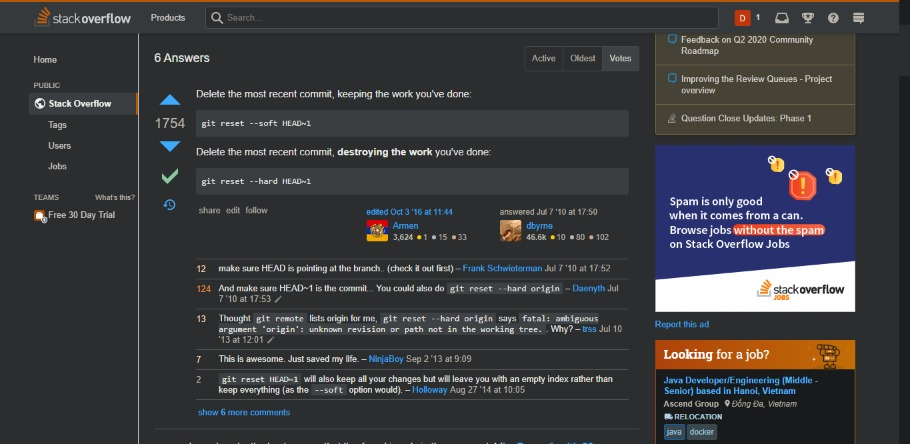 stack overflow
Products
Search...
D 1
Home
PUBLIC
Stack Overflow
Tags
Users
Jobs
TEAMS What's this?
Free 30 Day Trial
6 Answers
Active Oldest Votes
1754
Delete the most recent commit, keeping the work you've done:
git reset --soft HEAD~1
Delete the most recent commit, destroying the work you've done:
git reset --hard HEAD~1
share edit follow
edited Oct 3 '16 at 11:44
Armen
3,624 1 15 33
answered Jul 7 '10 at 17:50
dbyrne
46.6k 10 80 102
12 make sure HEAD is pointing at the branch.. (check it out first) – Frank Schwieterman Jul 7 '10 at 17:52
124 And make sure HEAD~1 is the commit... You could also do git reset --hard origin – Daenyth Jul
7 '10 at 17:53
13 Thought git remote lists origin for me, git reset --hard origin says fatal: ambiguous
argument 'origin': unknown revision or path not in the working tree. . Why? – trss Jul 10
'13 at 12:01
7 This is awesome. Just saved my life. – NinjaBoy Sep 2 '13 at 9:09
2 git reset HEAD~1 will also keep all your changes but will leave you with an empty index rather than
keep everything (as the --soft option would). – Holloway Aug 27 '14 at 10:05
show 6 more comments
Feedback on Q2 2020 Community
Roadmap
Improving the Review Queues - Project
overview
Question Close Updates: Phase 1
Spam is only good
when it comes from a can.
Browse jobs without the spam
on Stack Overflow Jobs
stackoverflow
JOBS
Report this ad
Looking for a job?
Java Developer/Engineering (Middle -
Senior) based in Hanoi, Vietnam
Ascend Group Đống Đa, Vietnam
RELOCATION
java docker